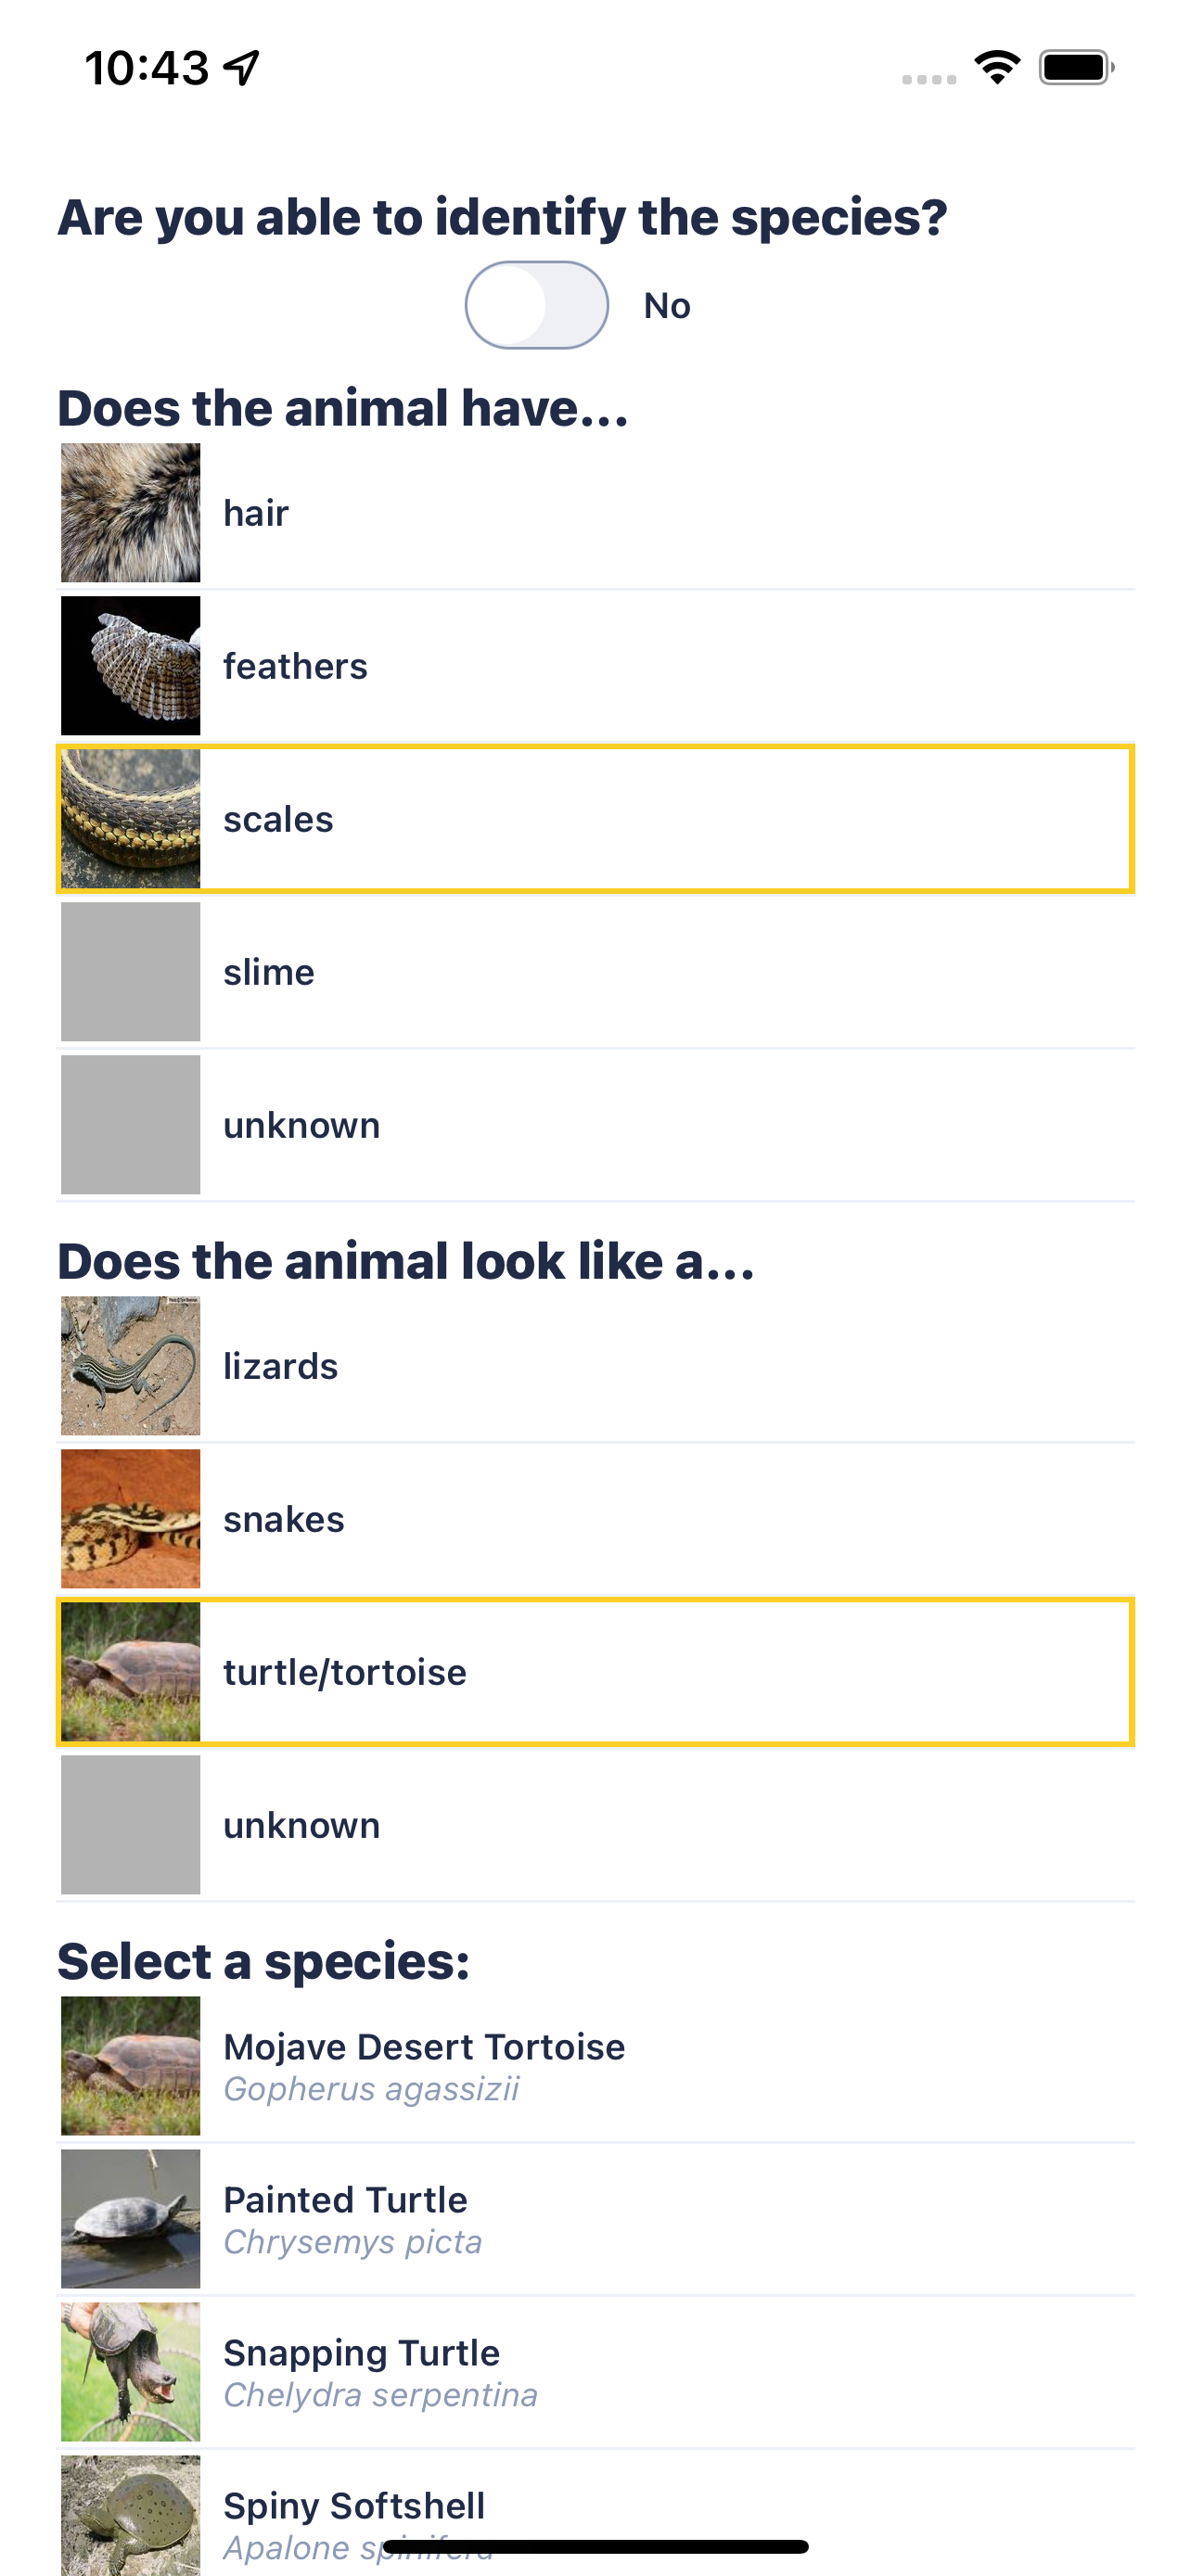 10:43
Are you able to identify the species?
No
Does the animal have...
hair
feathers
scales
slime
unknown
Does the animal look like a...
lizards
snakes
turtle/tortoise
unknown
Select a species:
Mojave Desert Tortoise
Gopherus agassizii
Painted Turtle
Chrysemys picta
Snapping Turtle
Chelydra serpentina
Spiny Softshell
Apalone